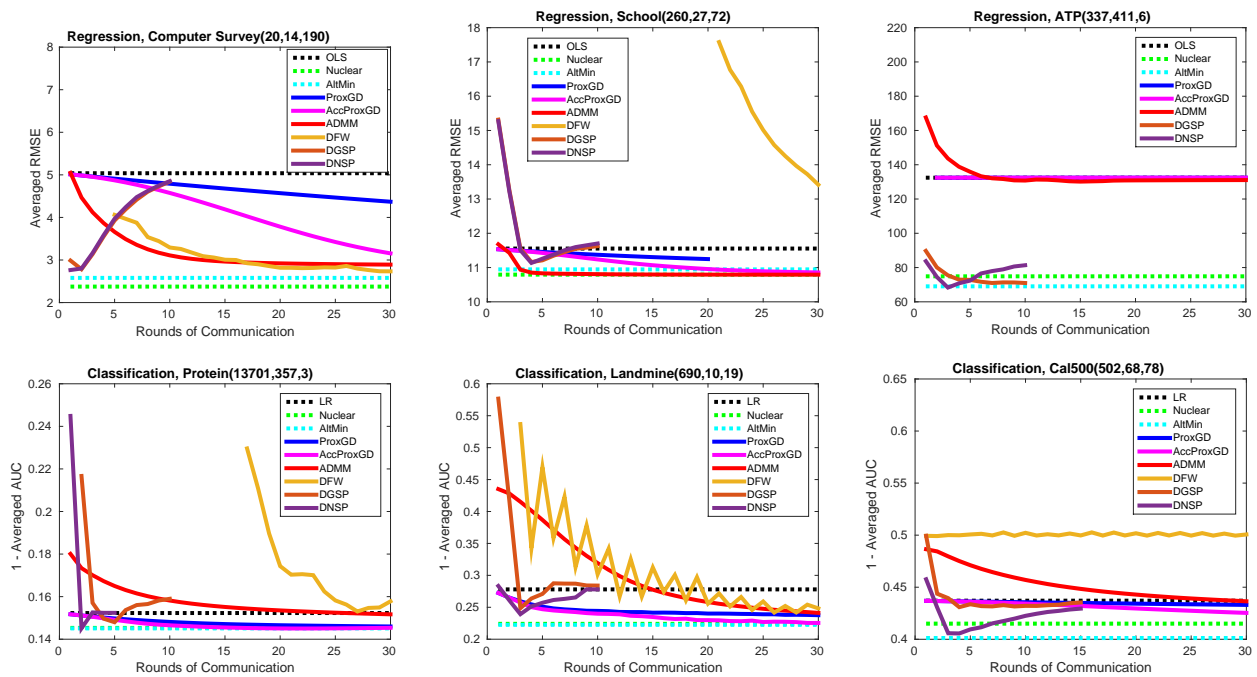 Regression, Computer Survey(20,14,190)
8
7
6
5
4
3
2
Averaged RMSE
OLS
Nuclear
AltMin
ProxGD
AccProxGD
ADMM
DFW
DGSP
DNSP
0 5 10 15 20 25 30
Rounds of Communication
Regression, School(260,27,72)
18
17
16
15
14
13
12
11
10
Averaged RMSE
OLS
Nuclear
AltMin
ProxGD
AccProxGD
ADMM
DFW
DGSP
DNSP
0 5 10 15 20 25 30
Rounds of Communication
Regression, ATP(337,411,6)
220
200
180
160
140
120
100
80
60
Averaged RMSE
OLS
Nuclear
AltMin
ProxGD
AccProxGD
ADMM
DFW
DGSP
DNSP
0 5 10 15 20 25 30
Rounds of Communication
Classification, Protein(13701,357,3)
0.26
0.24
0.22
0.2
0.18
0.16
0.14
1 - Averaged AUC
LR
Nuclear
AltMin
ProxGD
AccProxGD
ADMM
DFW
DGSP
DNSP
0 5 10 15 20 25 30
Rounds of Communication
Classification, Landmine(690,10,19)
0.6
0.55
0.5
0.45
0.4
0.35
0.3
0.25
0.2
1 - Averaged AUC
LR
Nuclear
AltMin
ProxGD
AccProxGD
ADMM
DFW
DGSP
DNSP
0 5 10 15 20 25 30
Rounds of Communication
Classification, Cal500(502,68,78)
0.65
0.6
0.55
0.5
0.45
0.4
1 - Averaged AUC
LR
Nuclear
AltMin
ProxGD
AccProxGD
ADMM
DFW
DGSP
DNSP
0 5 10 15 20 25 30
Rounds of Communication